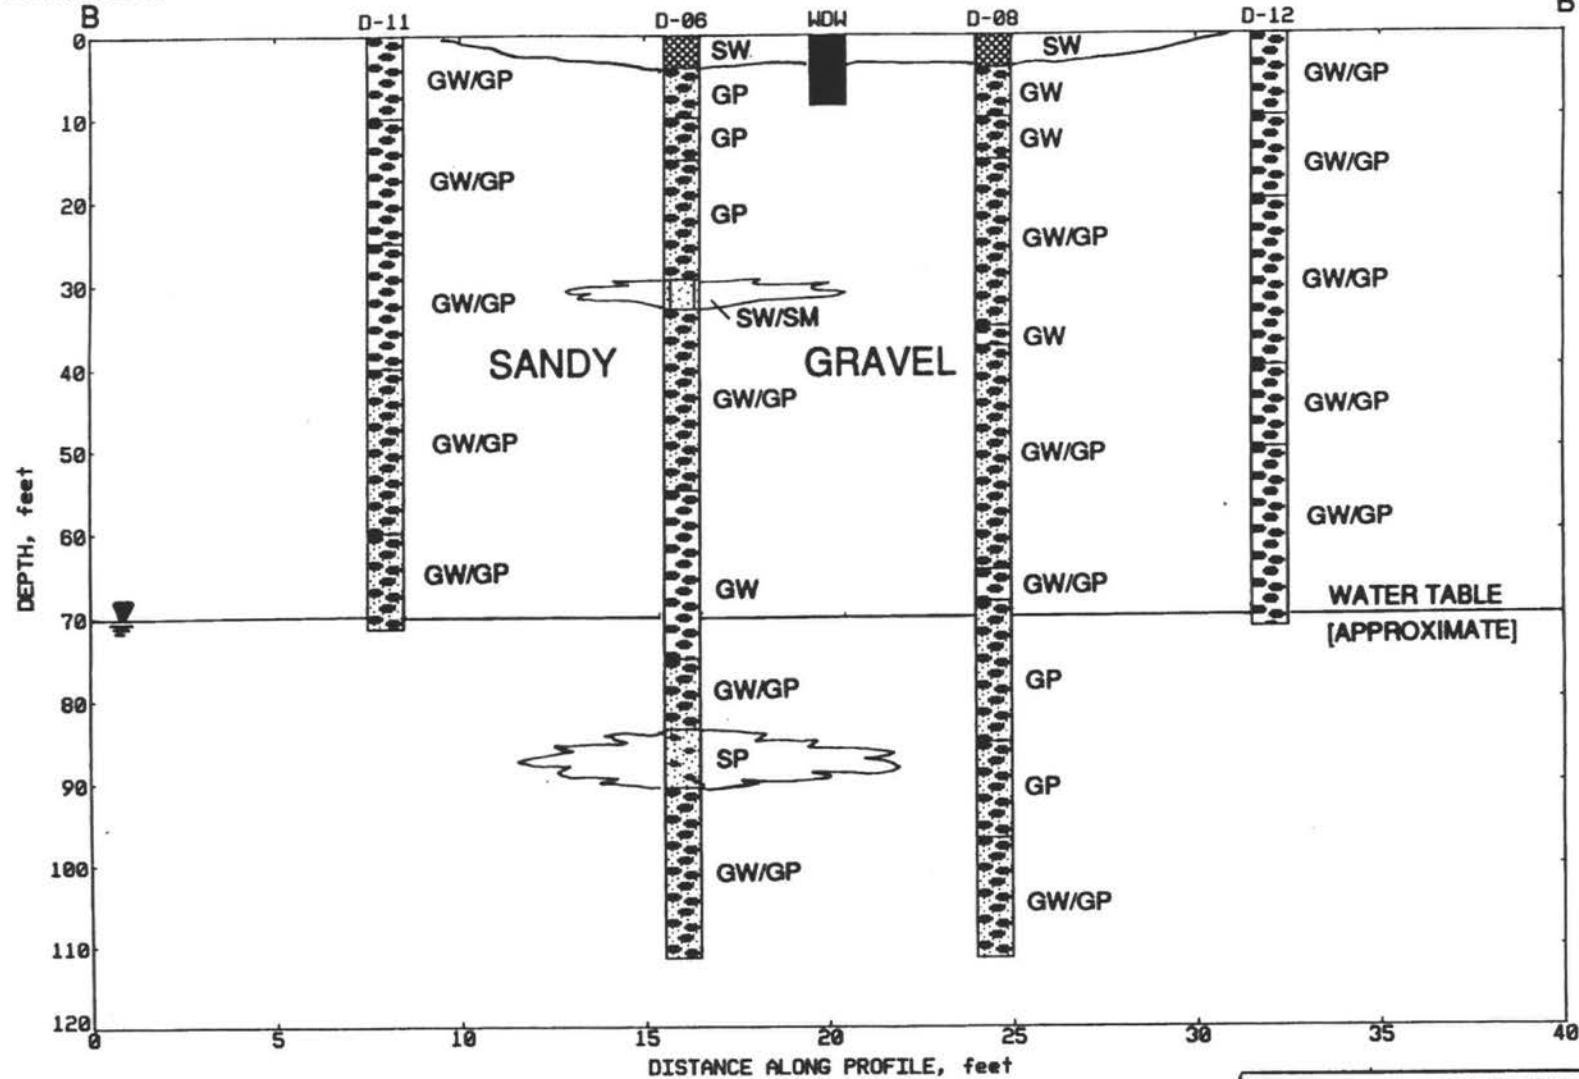 B D-11 D-06 WDW D-08 D-12 B
0 SW SW
GW/GP GP GW GW/GP
10 GP GW
GW/GP GP GW/GP
20
GW/GP
30 GW/GP SW/SM GW GW/GP
SANDY GRAVEL
40 GW/GP GW/GP
GW/GP GW/GP
50
GW/GP
60
GW/GP GW GW/GP WATER TABLE
70 [APPROXIMATE]
GW/GP GP
80
SP
90 GP
100 GW/GP
GW/GP
110
120
0 5 10 15 20 25 30 35 40
DEPTH, feet
DISTANCE ALONG PROFILE, feet